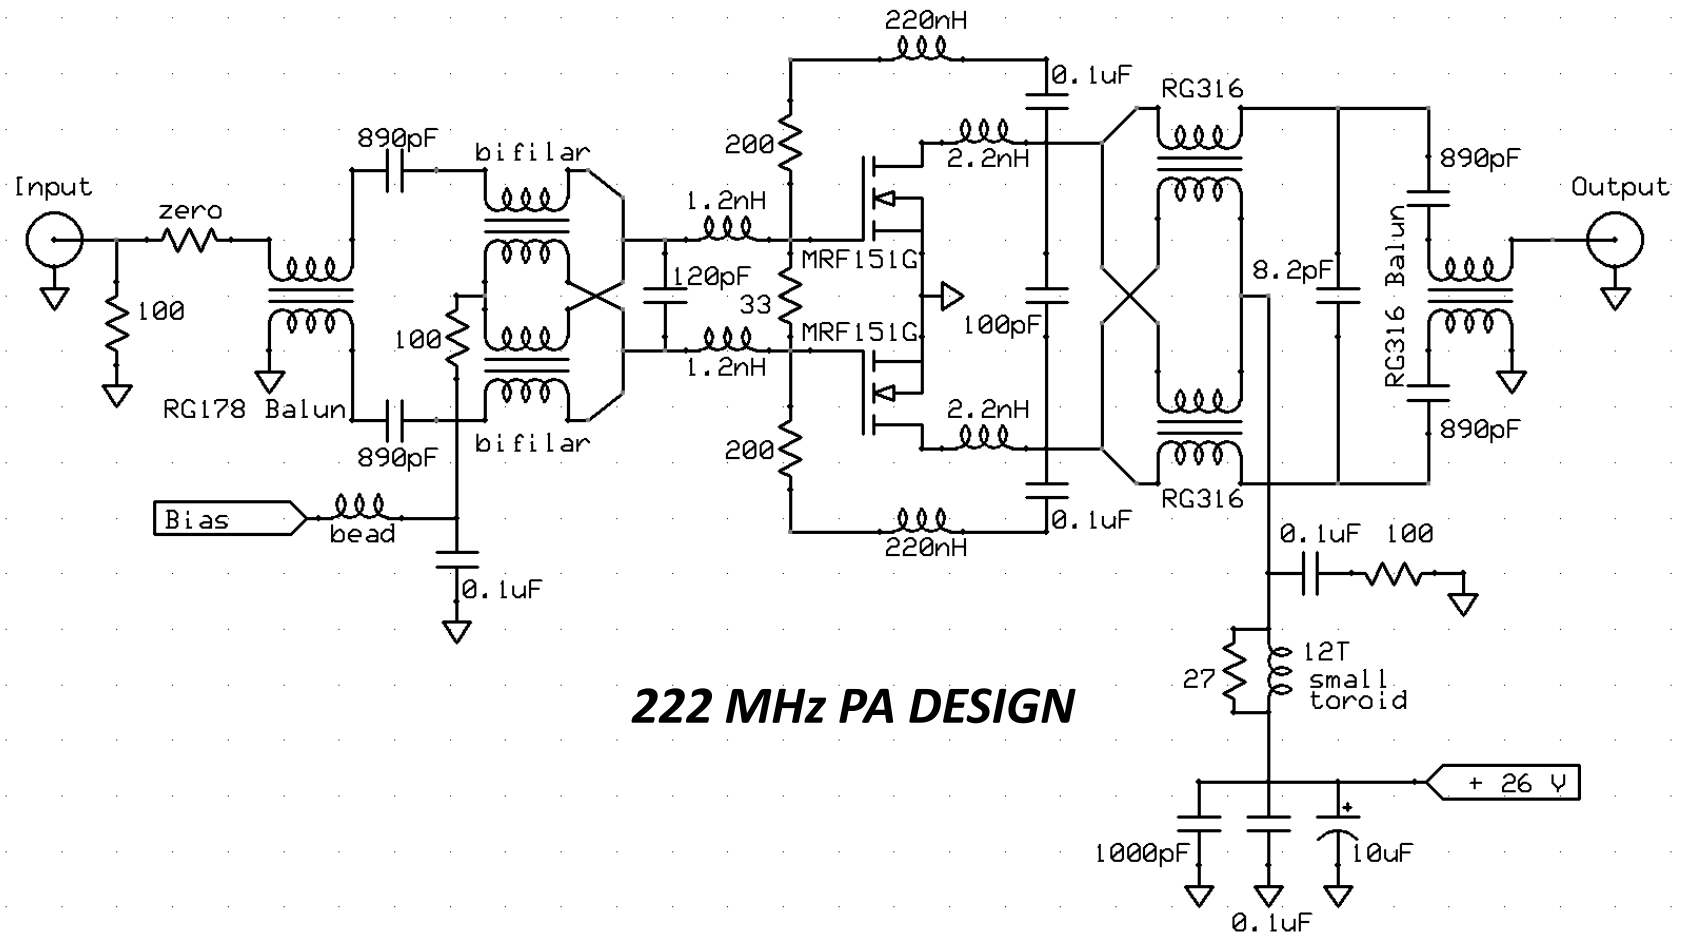 220nH
0.1uF
RG316
890pF
bifilar
200
2.2nH
890pF
Input
zero
1.2nH
Output
MRF151G
RG316 Balun
120pF
8.2pF
100
33
100
MRF151G
100pF
1.2nH
RG178 Balun
2.2nH
890pF
bifilar
200
890pF
RG316
Bias
bead
220nH
0.1uF
0.1uF
100
0.1uF
27
12T
small
toroid
222 MHz PA DESIGN
+ 26 V
+
1000pF
10uF
0.1uF